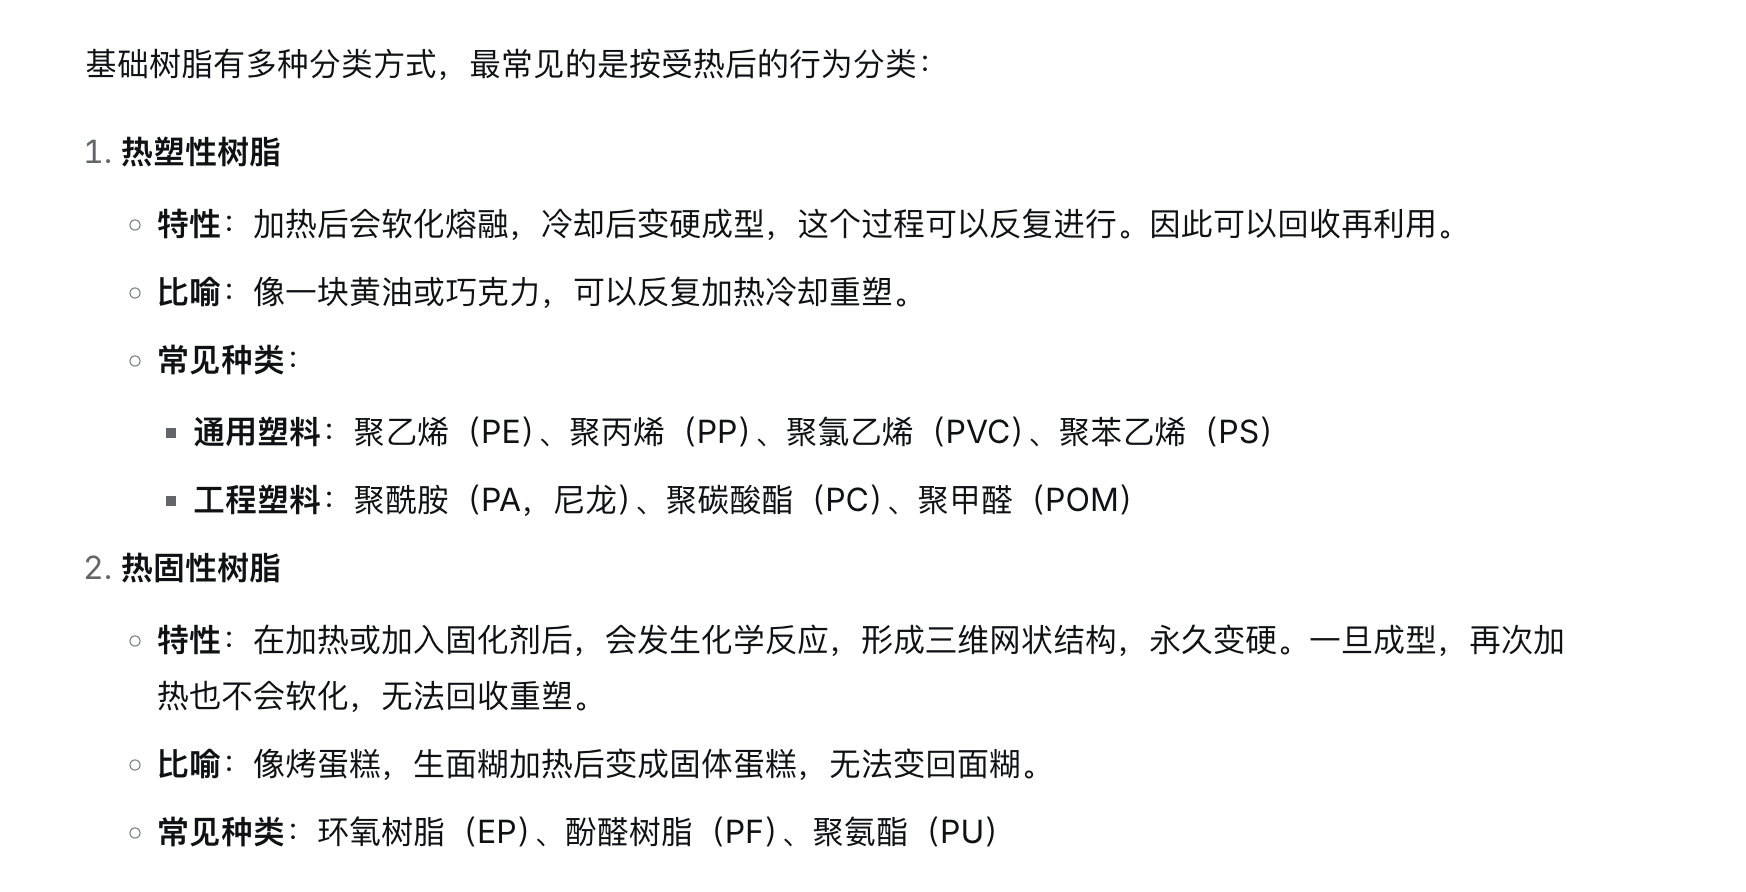 基础树脂有多种分类方式，最常见的是按受热后的行为分类：
1. 热塑性树脂
特性：加热后会软化熔融，冷却后变硬成型，这个过程可以反复进行。因此可以回收再利用。
比喻：像一块黄油或巧克力，可以反复加热冷却重塑。
常见种类：
通用塑料：聚乙烯（PE）、聚丙烯（PP）、聚氯乙烯（PVC）、聚苯乙烯（PS）
工程塑料：聚酰胺（PA，尼龙）、聚碳酸酯（PC）、聚甲醛（POM）
2. 热固性树脂
特性：在加热或加入固化剂后，会发生化学反应，形成三维网状结构，永久变硬。一旦成型，再次加
热也不会软化，无法回收重塑。
比喻：像烤蛋糕，生面糊加热后变成固体蛋糕，无法变回面糊。
常见种类：环氧树脂（EP）、酚醛树脂（PF）、聚氨酯（PU）